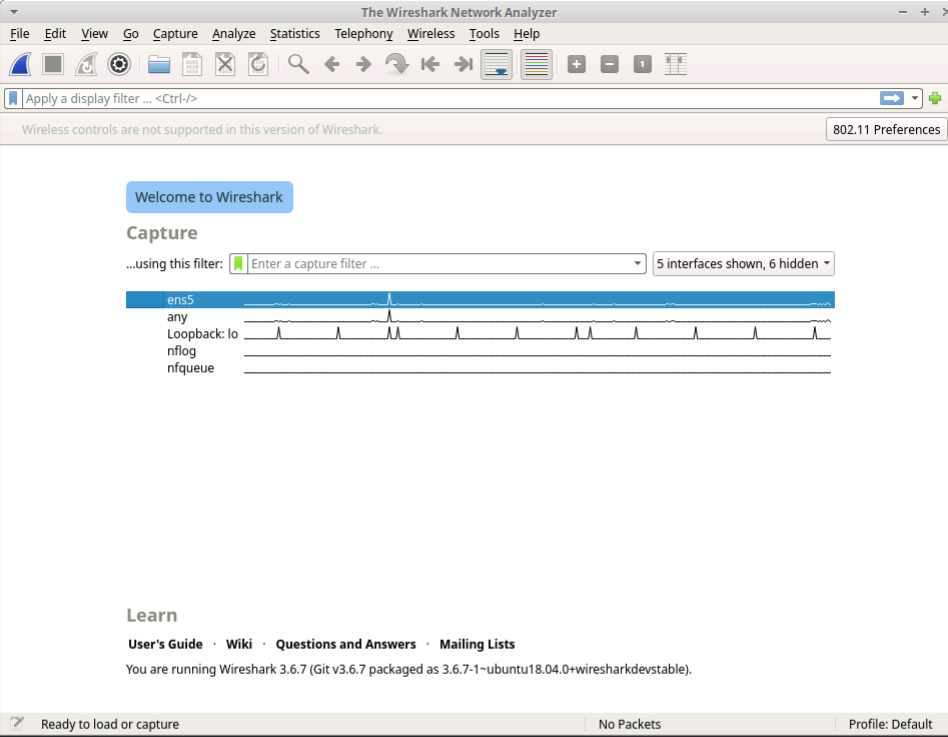 The Wireshark Network Analyzer
File Edit View Go Capture Analyze Statistics Telephony Wireless Tools Help
1
Apply a display filter ... <Ctrl-/>
Wireless controls are not supported in this version of Wireshark. 802.11 Preferences
Welcome to Wireshark
Capture
...using this filter: Enter a capture filter ... 5 interfaces shown, 6 hidden
ens5
any
Loopback: lo
nflog
nfqueue
Learn
User's Guide · Wiki · Questions and Answers · Mailing Lists
You are running Wireshark 3.6.7 (Git v3.6.7 packaged as 3.6.7-1~ubuntu18.04.0+wiresharkdevstable).
Ready to load or capture No Packets Profile: Default